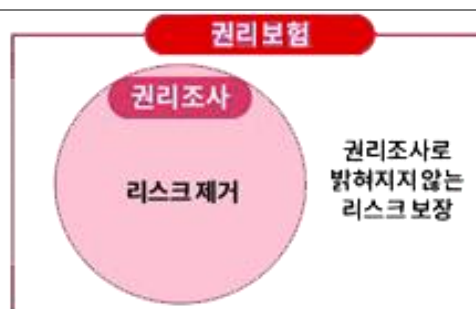 권리보험
권리조사
리스크 제거
권리조사로
밝혀지지 않는
리스크 보장